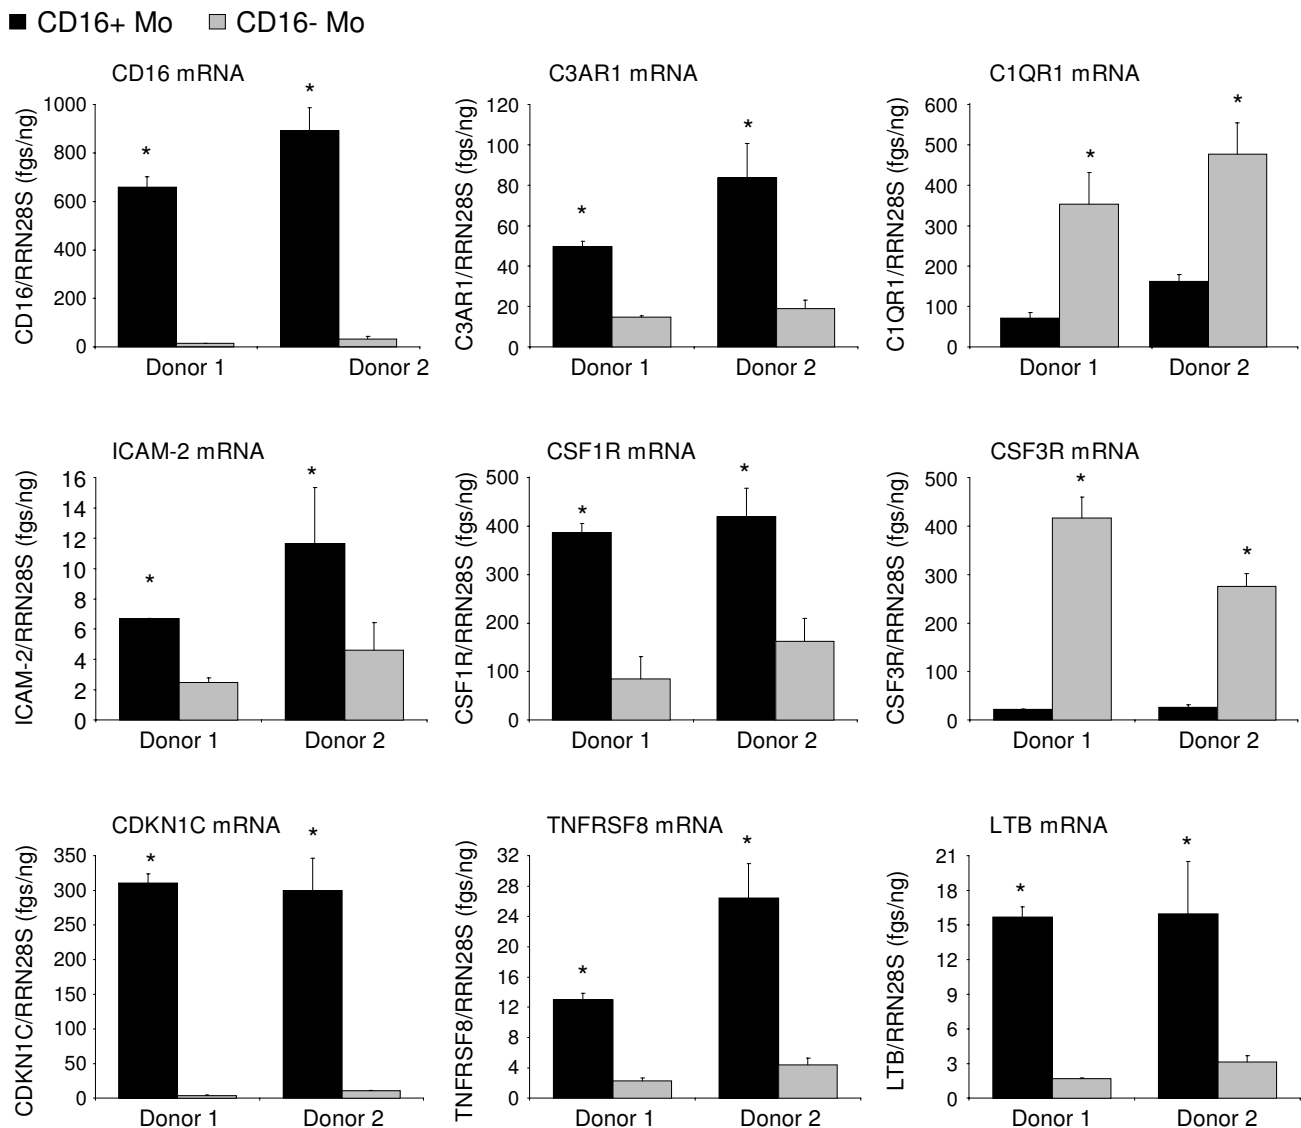 CD16+ Mo
CD16- Mo
CD16 mRNA
CD16/RRN28S (fgs/ng)
1000
800
600
400
200
0
*
*
Donor 1
Donor 2
C3AR1 mRNA
C3AR1/RRN28S (fgs/ng)
120
100
80
60
40
20
0
*
*
Donor 1
Donor 2
C1QR1 mRNA
C1QR1/RRN28S (fgs/ng)
600
500
400
300
200
100
0
*
*
Donor 1
Donor 2
ICAM-2 mRNA
ICAM-2/RRN28S (fgs/ng)
16
14
12
10
8
6
4
2
0
*
*
Donor 1
Donor 2
CSF1R mRNA
CSF1R/RRN28S (fgs/ng)
500
400
300
200
100
0
*
*
Donor 1
Donor 2
CSF3R mRNA
CSF3R/RRN28S (fgs/ng)
500
400
300
200
100
0
*
*
Donor 1
Donor 2
CDKN1C mRNA
CDKN1C/RRN28S (fgs/ng)
350
300
250
200
150
100
50
0
*
*
Donor 1
Donor 2
TNFRSF8 mRNA
TNFRSF8/RRN28S (fgs/ng)
32
28
24
20
16
12
8
4
0
*
*
Donor 1
Donor 2
LTB mRNA
LTB/RRN28S (fgs/ng)
21
18
15
12
9
6
3
0
*
*
Donor 1
Donor 2